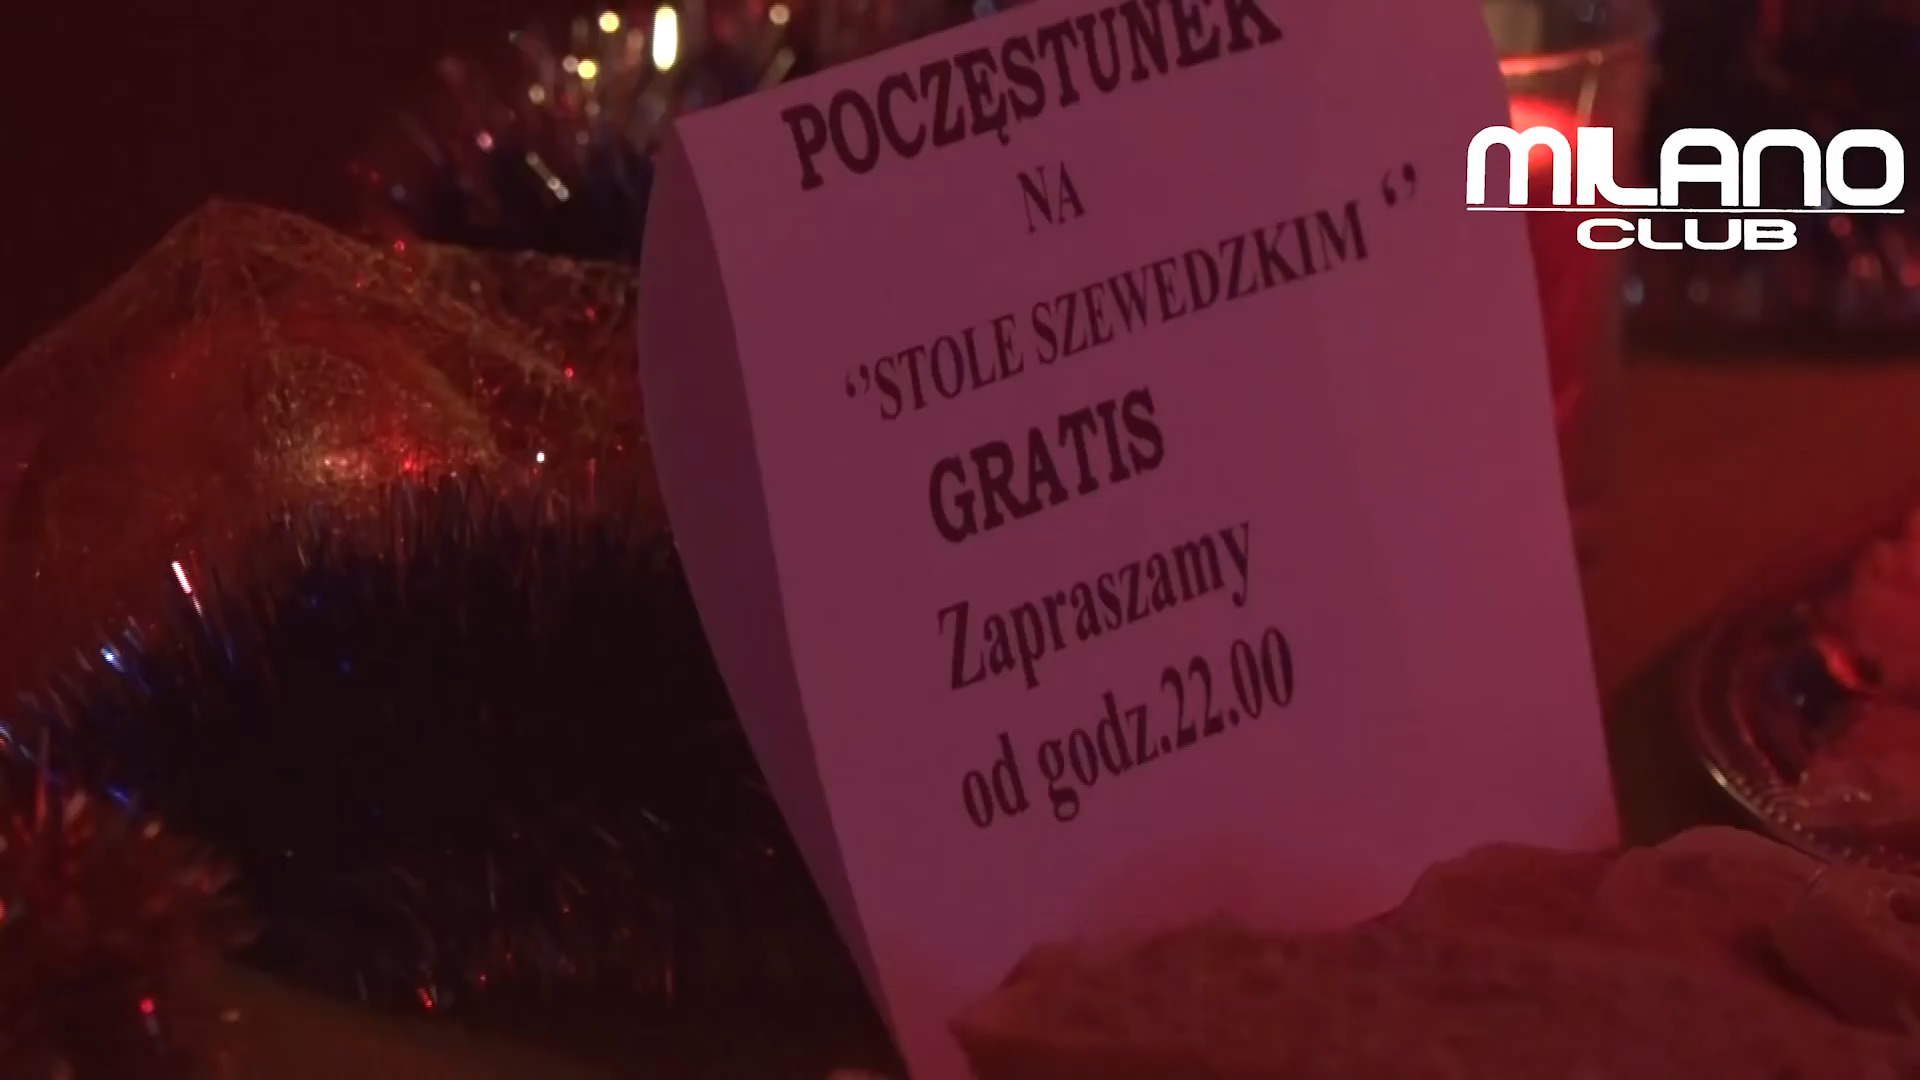 POCZĘSTUNEK
NA
‘’STOLE SZEWEDZKIM ‘’
GRATIS
Zapraszamy
od godz.22.00
MILANO
CLUB